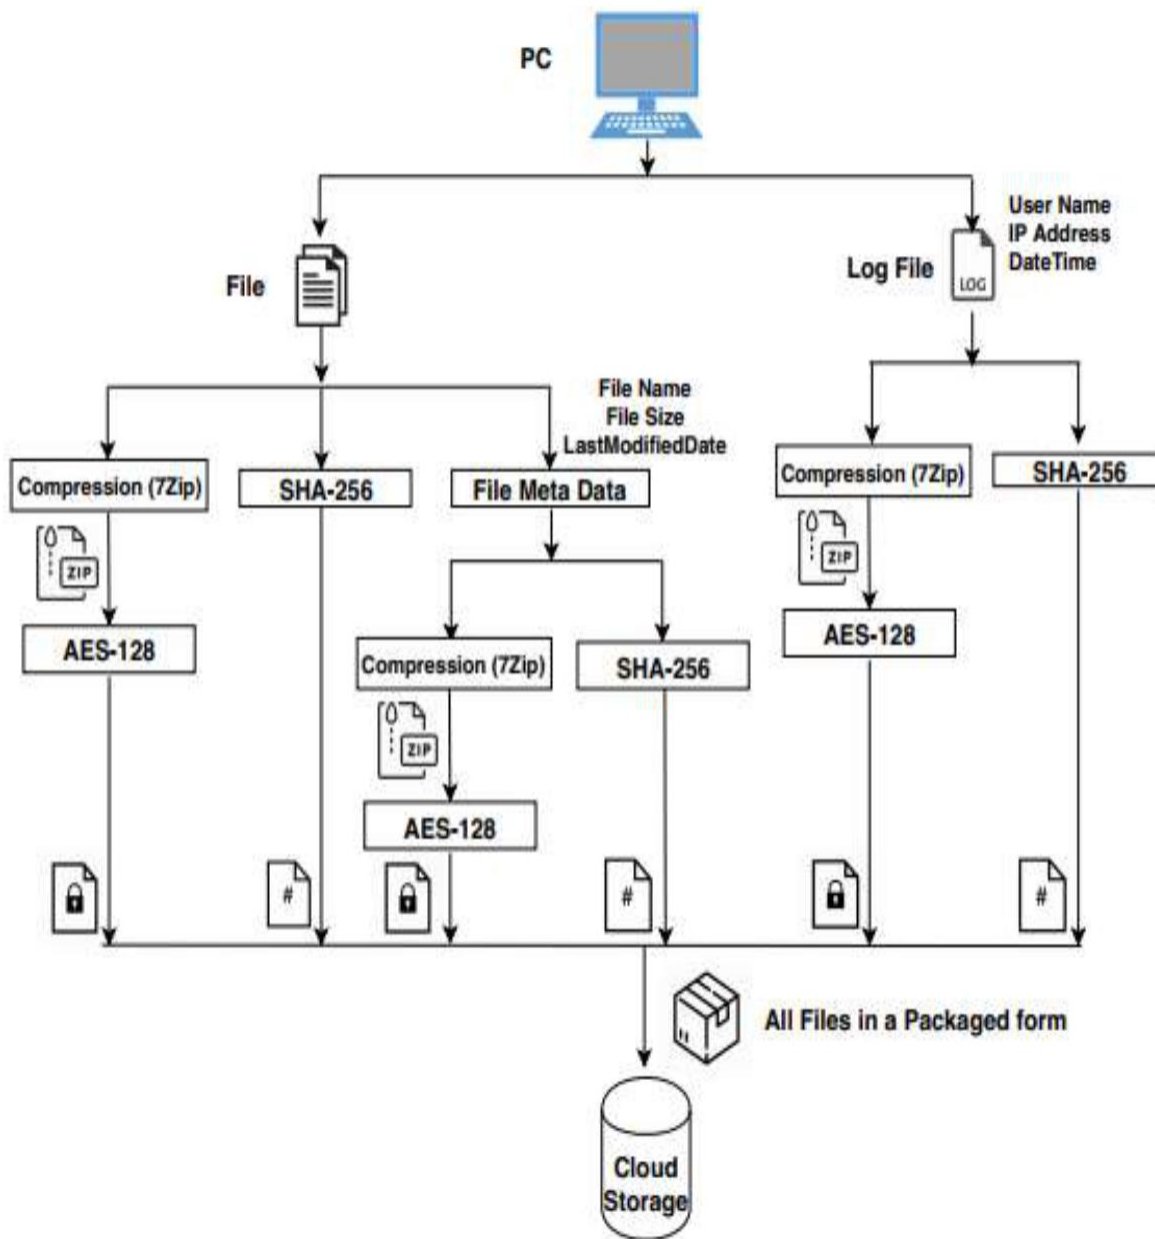 PC
User Name
IP Address
DateTime
Log File
LOG
File
File Name
File Size
LastModifiedDate
Compression (7Zip)
SHA-256
File Meta Data
Compression (7Zip)
SHA-256
ZIP
ZIP
AES-128
AES-128
Compression (7Zip)
SHA-256
ZIP
AES-128
#
#
#
All Files in a Packaged form
Cloud
Storage